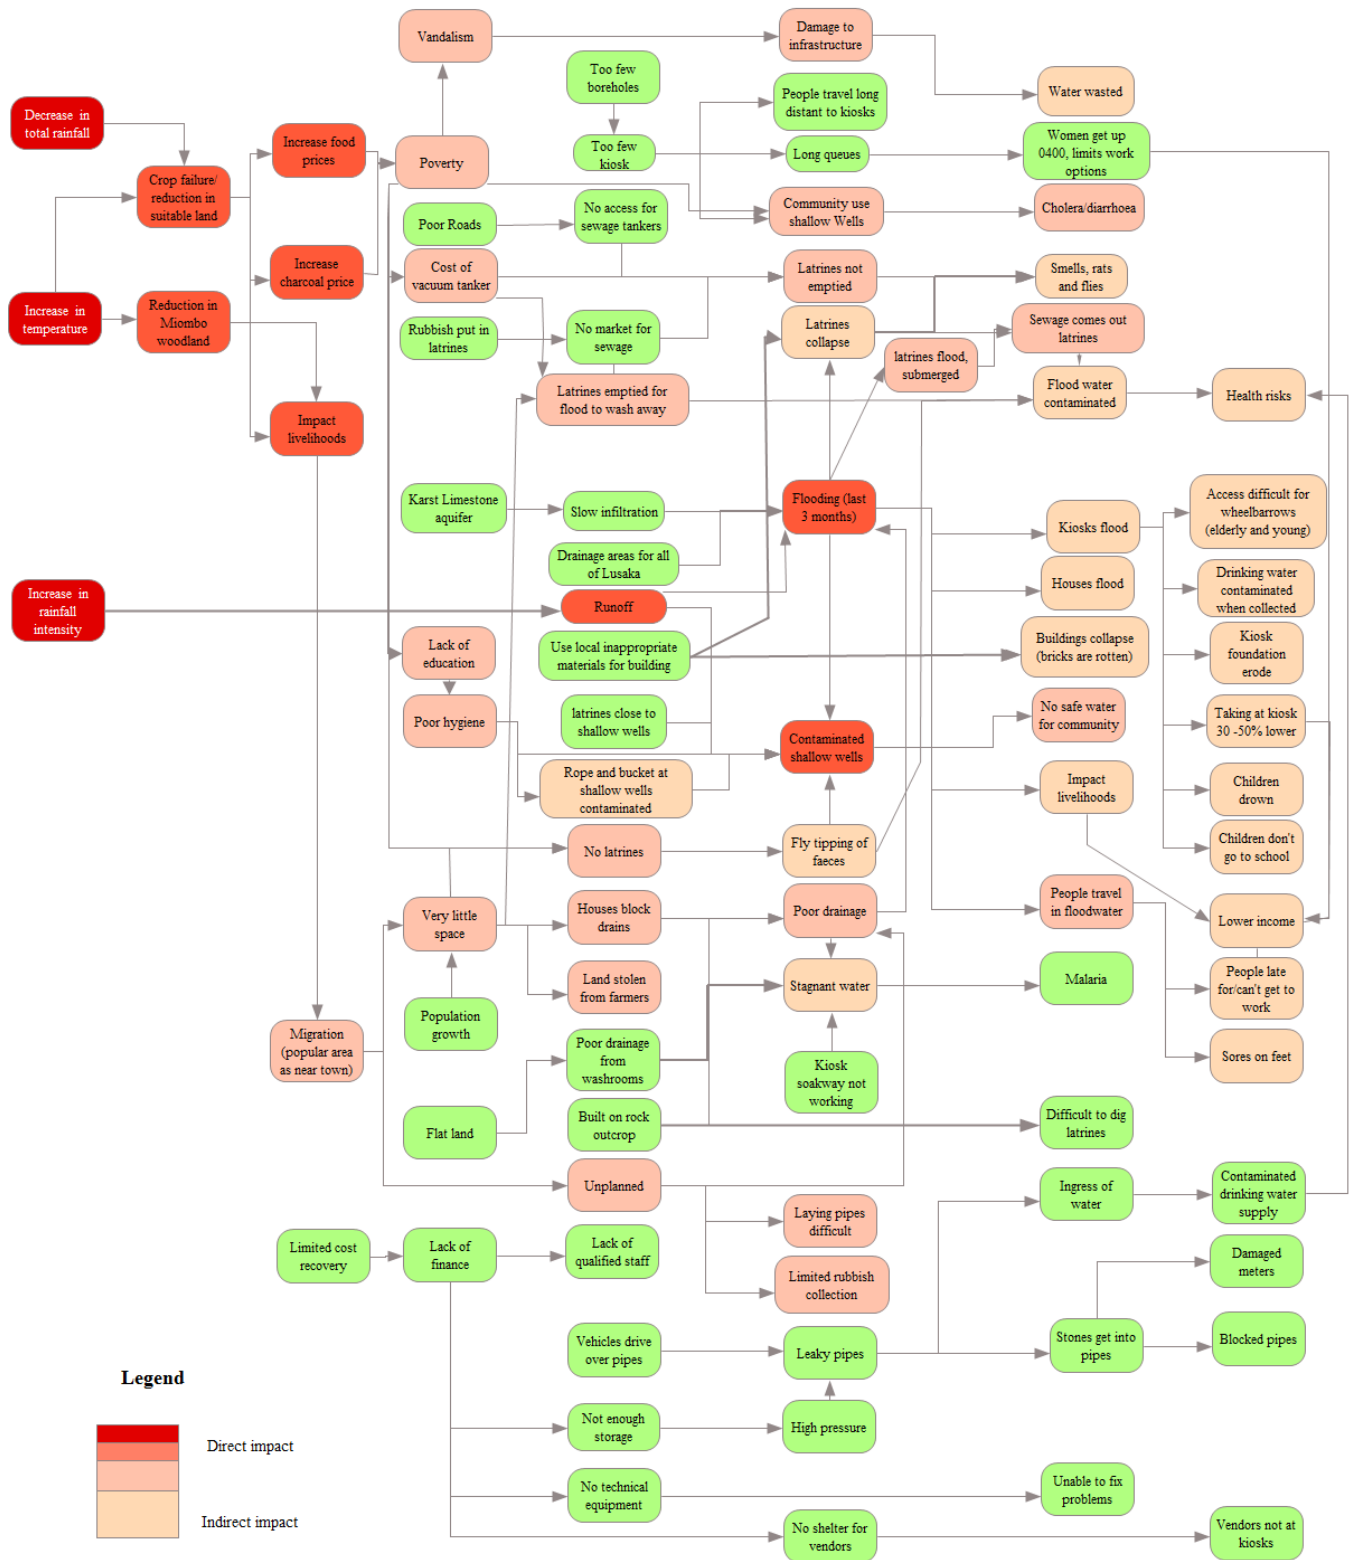 Vandalism
Damage to
infrastructure
Too few
boreholes
People travel long
distant to kiosks
Water wasted
Decrease in
total rainfall
Increase food
prices
Poverty
Too few
kiosk
Long queues
Women get up
0400, limits work
options
Crop failure/
reduction in
suitable land
Poor Roads
No access for
sewage tankers
Community use
shallow Wells
Cholera/diarrhoea
Increase
charcoal price
Cost of
vacuum tanker
Latrines not
emptied
Smells, rats
and flies
Increase in
temperature
Reduction in
Miombo
woodland
Rubbish put in
latrines
No market for
sewage
Latrines
collapse
Sewage comes out
latrines
latrines flood,
submerged
Impact
livelihoods
Latrines emptied for
flood to wash away
Flood water
contaminated
Health risks
Karst Limestone
aquifer
Slow infiltration
Flooding (last
3 months)
Kiosks flood
Access difficult for
wheelbarrows
(elderly and young)
Drainage areas for all
of Lusaka
Houses flood
Drinking water
contaminated
when collected
Increase in
rainfall
intensity
Runoff
Lack of
education
Use local inappropriate
materials for building
Buildings collapse
(bricks are rotten)
Kiosk
foundation
erode
Poor hygiene
latrines close to
shallow wells
Contaminated
shallow wells
No safe water
for community
Taking at kiosk
30 -50% lower
Rope and bucket at
shallow wells
contaminated
Impact
livelihoods
Children
drown
No latrines
Fly tipping of
faeces
Children don't
go to school
Very little
space
Houses block
drains
Poor drainage
People travel
in floodwater
Lower income
Land stolen
from farmers
Stagnant water
Malaria
People late
for/can't get to
work
Population
growth
Migration
(popular area
as near town)
Poor drainage
from
washrooms
Kiosk
soakway not
working
Sores on feet
Flat land
Built on rock
outcrop
Difficult to dig
latrines
Unplanned
Laying pipes
difficult
Ingress of
water
Contaminated
drinking water
supply
Limited cost
recovery
Lack of
finance
Lack of
qualified staff
Limited rubbish
collection
Damaged
meters
Vehicles drive
over pipes
Leaky pipes
Stones get into
pipes
Blocked pipes
Not enough
storage
High pressure
No technical
equipment
Unable to fix
problems
No shelter for
vendors
Vendors not at
kiosks
Legend
Direct impact
Indirect impact